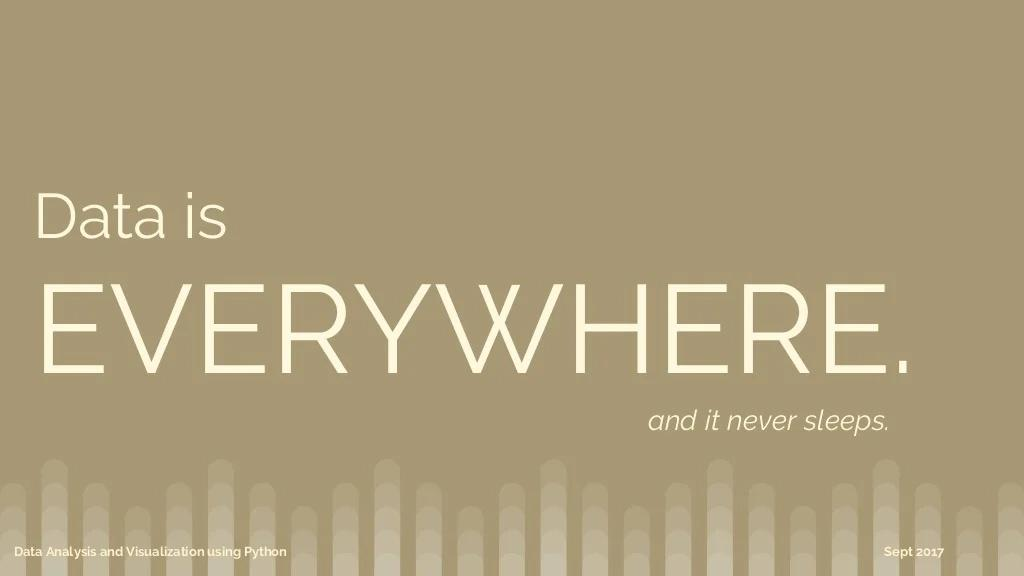 Data is
EVERYWHERE.
and it never sleeps.
Data Analysis and Visualization using Python
Sept 2017